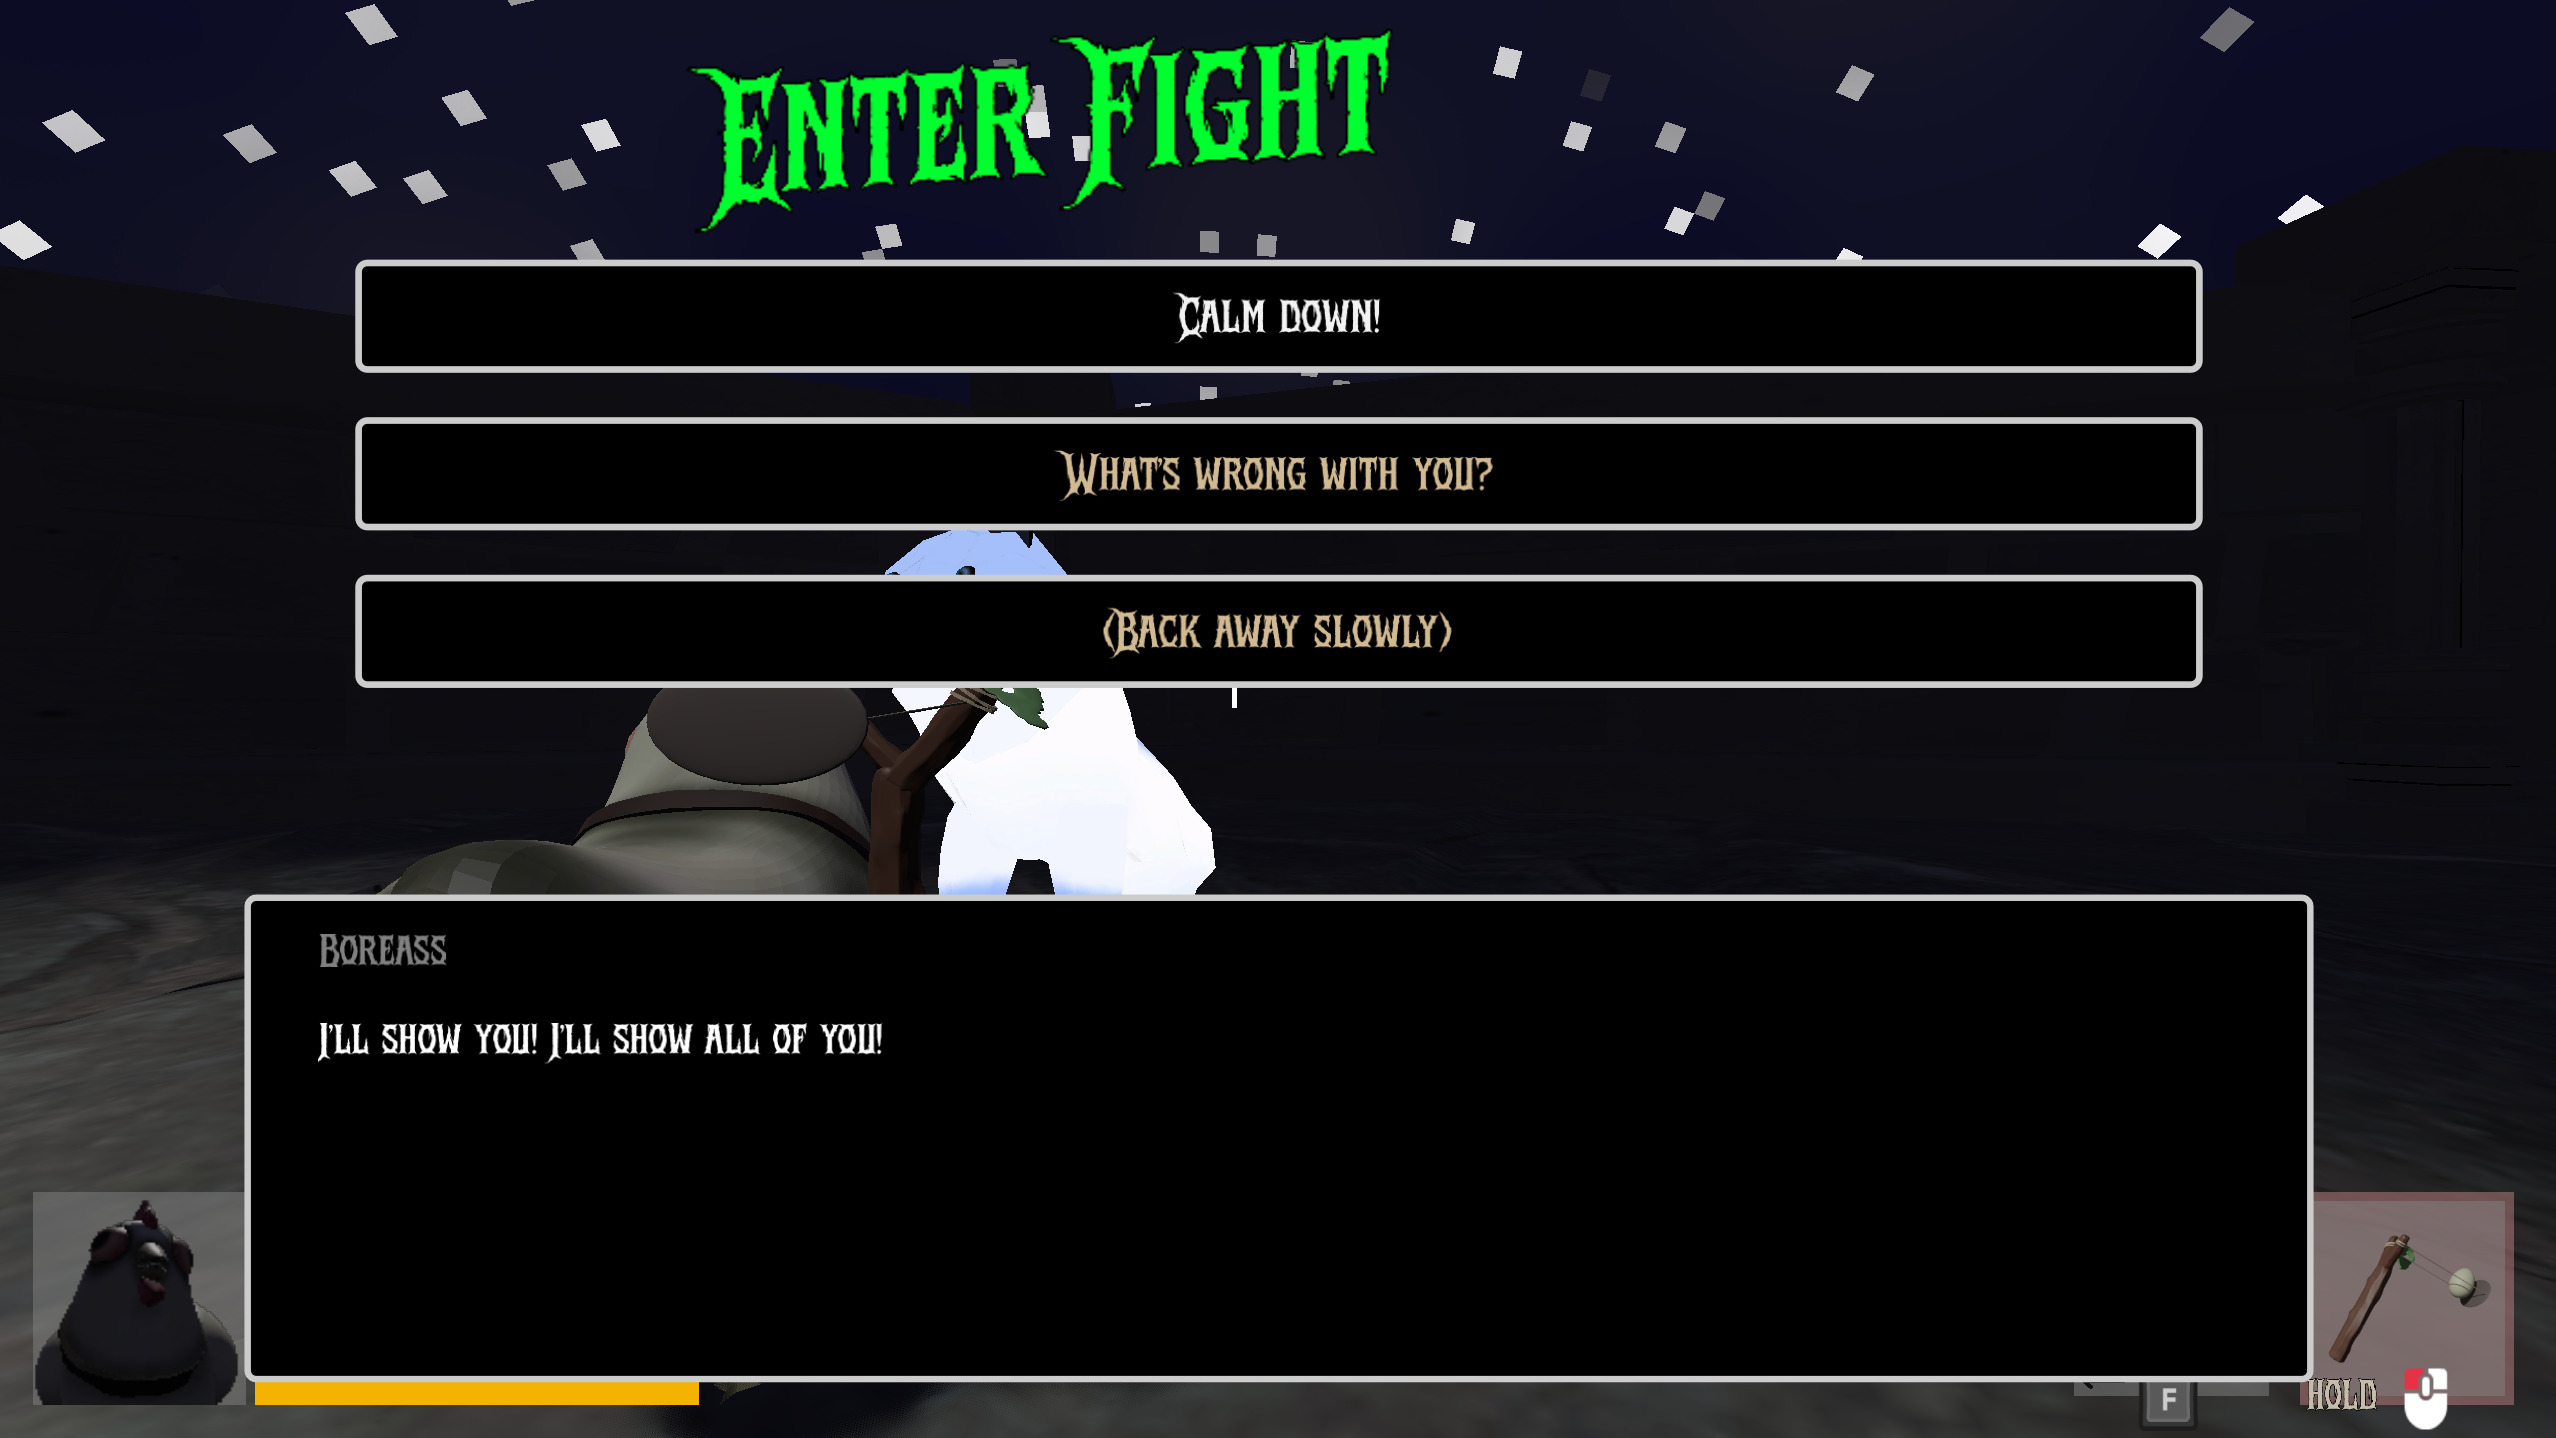 Enter Fight
Calm down!
What's wrong with you?
(Back away slowly)
Boreass
I'll show you! I'll show all of you!
F
HOLD